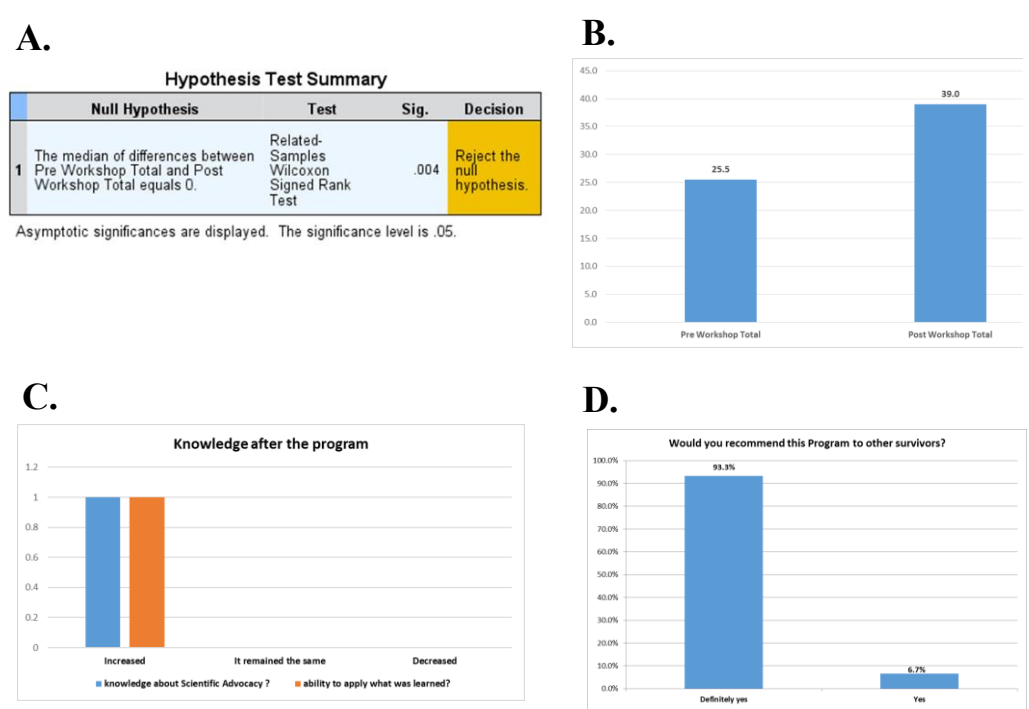 A.
Hypothesis Test Summary
Null Hypothesis Test Sig. Decision
1 The median of differences between Pre Workshop Total and Post Workshop Total equals 0. Related-Samples Wilcoxon Signed Rank Test .004 Reject the null hypothesis.
Asymptotic significances are displayed. The significance level is .05.
B.
45.0
40.0
35.0
30.0
25.0
20.0
15.0
10.0
5.0
0.0
25.5
39.0
Pre Workshop Total Post Workshop Total
C.
Knowledge after the program
1.2
1
0.8
0.6
0.4
0.2
0
Increased It remained the same Decreased
knowledge about Scientific Advocacy ? ability to apply what was learned?
D.
Would you recommend this Program to other survivors?
100.0%
90.0%
80.0%
70.0%
60.0%
50.0%
40.0%
30.0%
20.0%
10.0%
0.0%
93.3%
6.7%
Definitely yes Yes